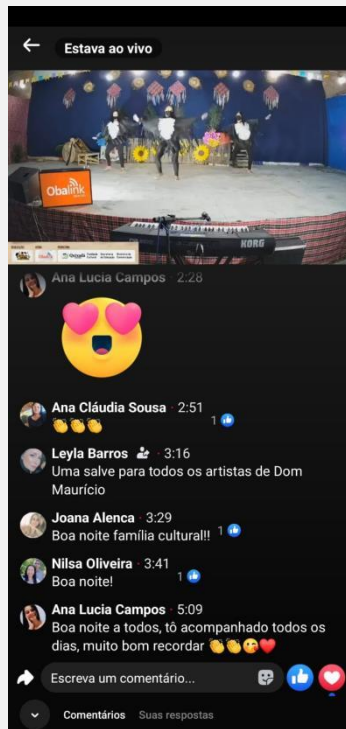 Estava ao vivo
Obalink
KORG
Quixadá
Ana Lucia Campos · 2:28
Ana Cláudia Sousa · 2:51
👏👏👏
1
Leyla Barros · 3:16
Uma salve para todos os artistas de Dom
Maurício
Joana Alenca · 3:29
Boa noite família cultural!! 1
Nilsa Oliveira · 3:41
Boa noite! 1
Ana Lucia Campos · 5:09
Boa noite a todos, tô acompanhado todos os
dias, muito bom recordar 👏👏😘❤️
Escreva um comentário...
Comentários Suas respostas